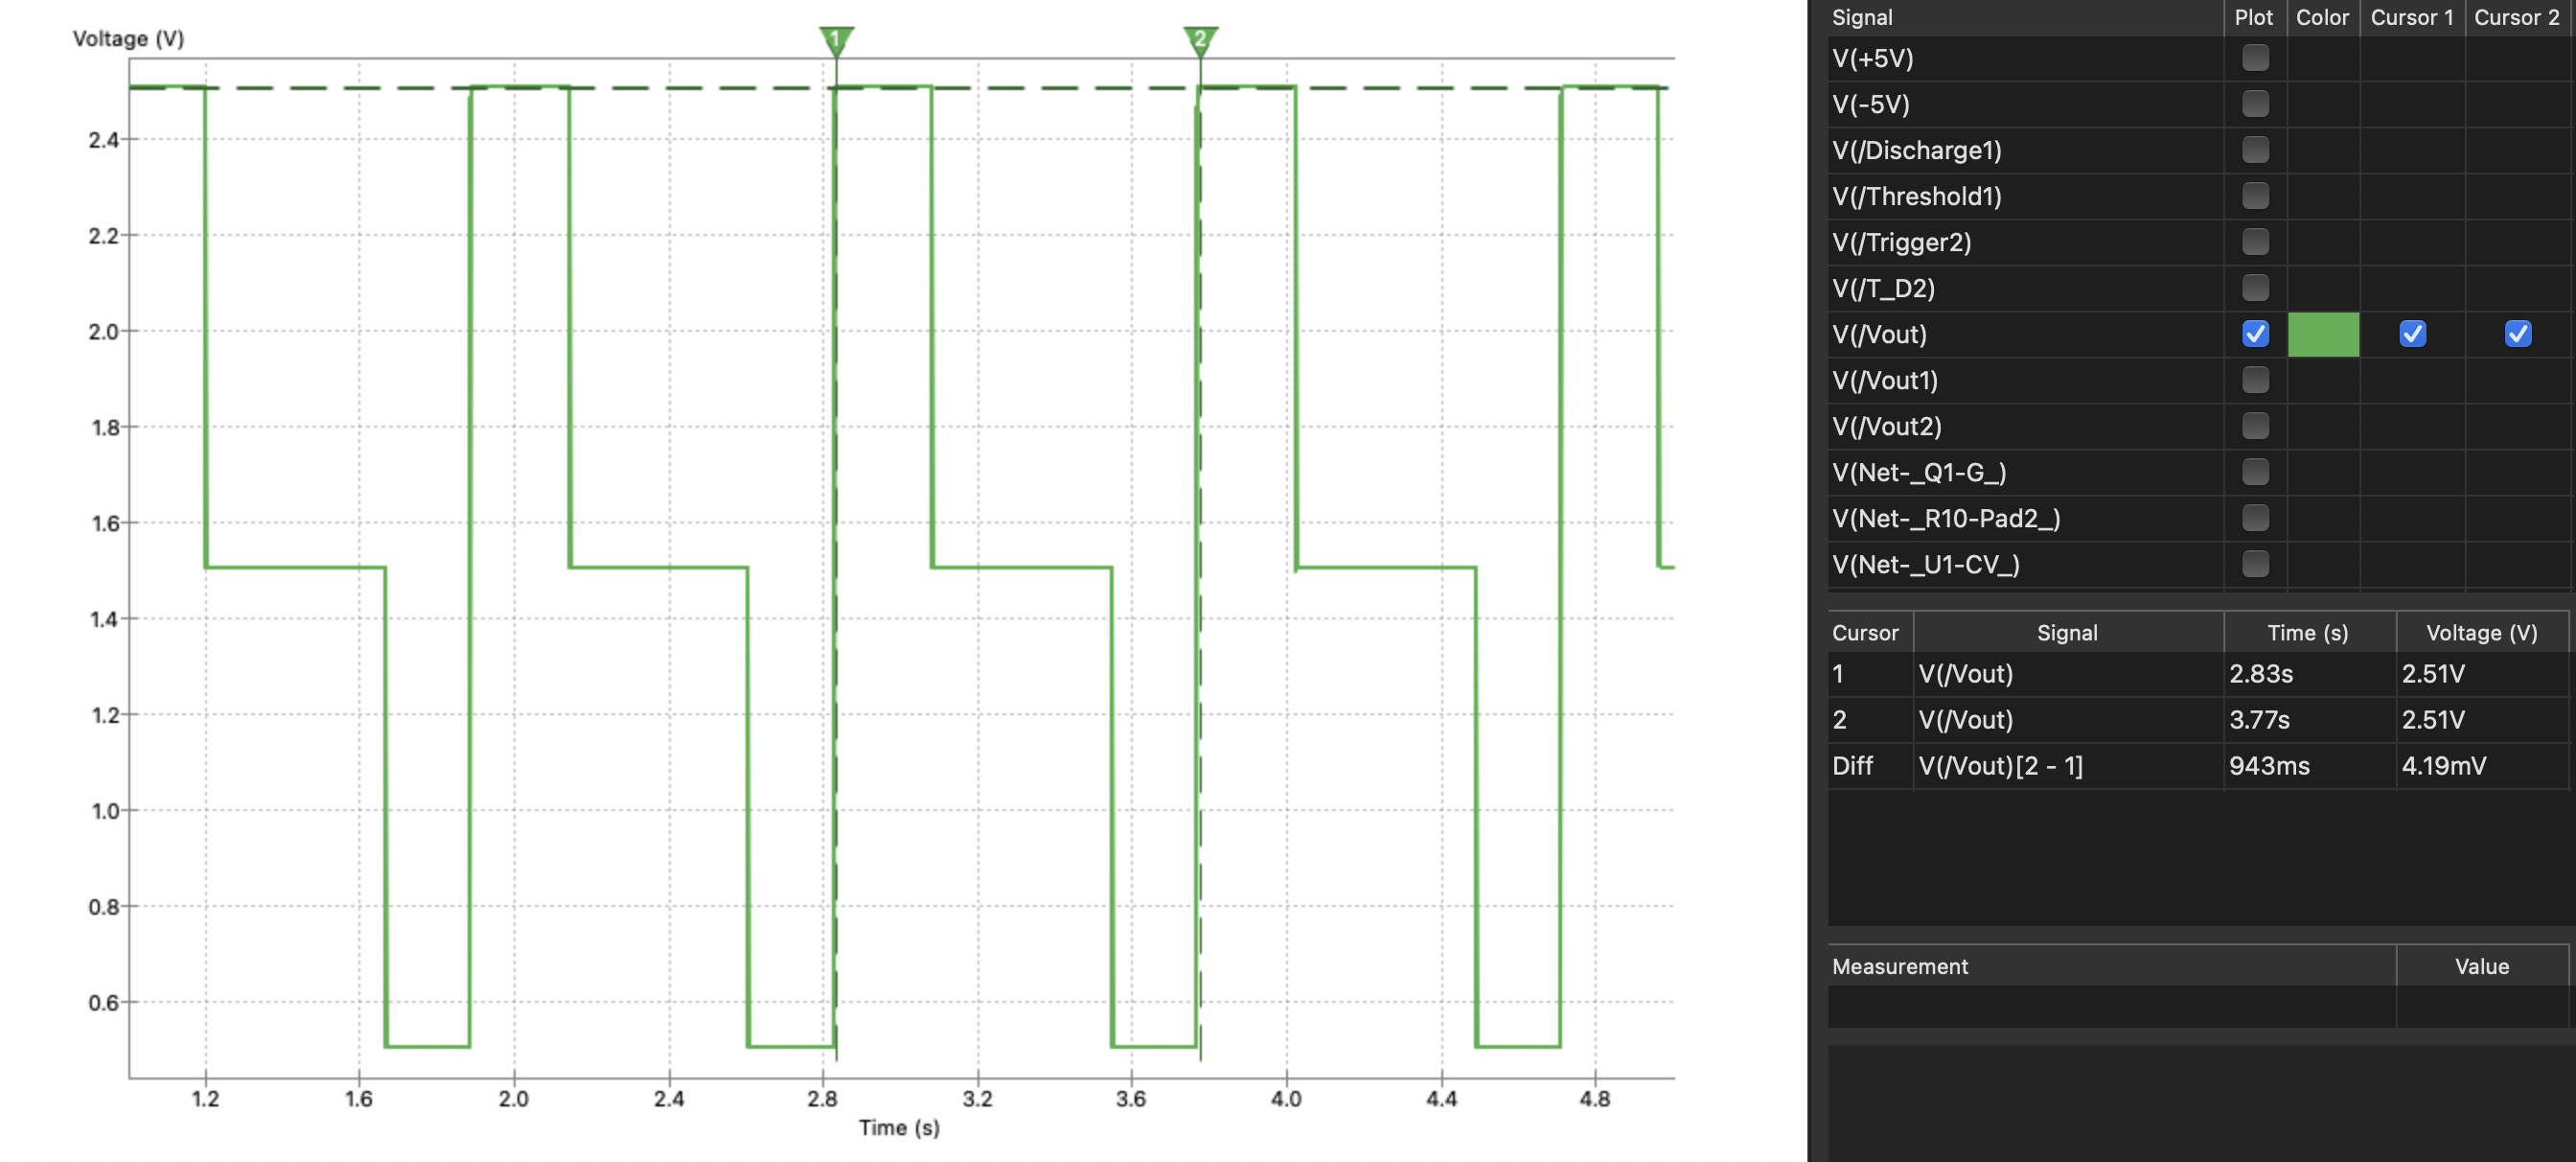 Voltage (V)
1
2
2.4
2.2
2.0
1.8
1.6
1.4
1.2
1.0
0.8
0.6
1.2 1.6 2.0 2.4 2.8 3.2 3.6 4.0 4.4 4.8
Time (s)
Signal Plot Color Cursor 1 Cursor 2
V(+5V)
V(-5V)
V(/Discharge1)
V(/Threshold1)
V(/Trigger2)
V(/T_D2)
V(/Vout)
V(/Vout1)
V(/Vout2)
V(Net-_Q1-G_)
V(Net-_R10-Pad2_)
V(Net-_U1-CV_)
Cursor Signal Time (s) Voltage (V)
1 V(/Vout) 2.83s 2.51V
2 V(/Vout) 3.77s 2.51V
Diff V(/Vout)[2 - 1] 943ms 4.19mV
Measurement Value